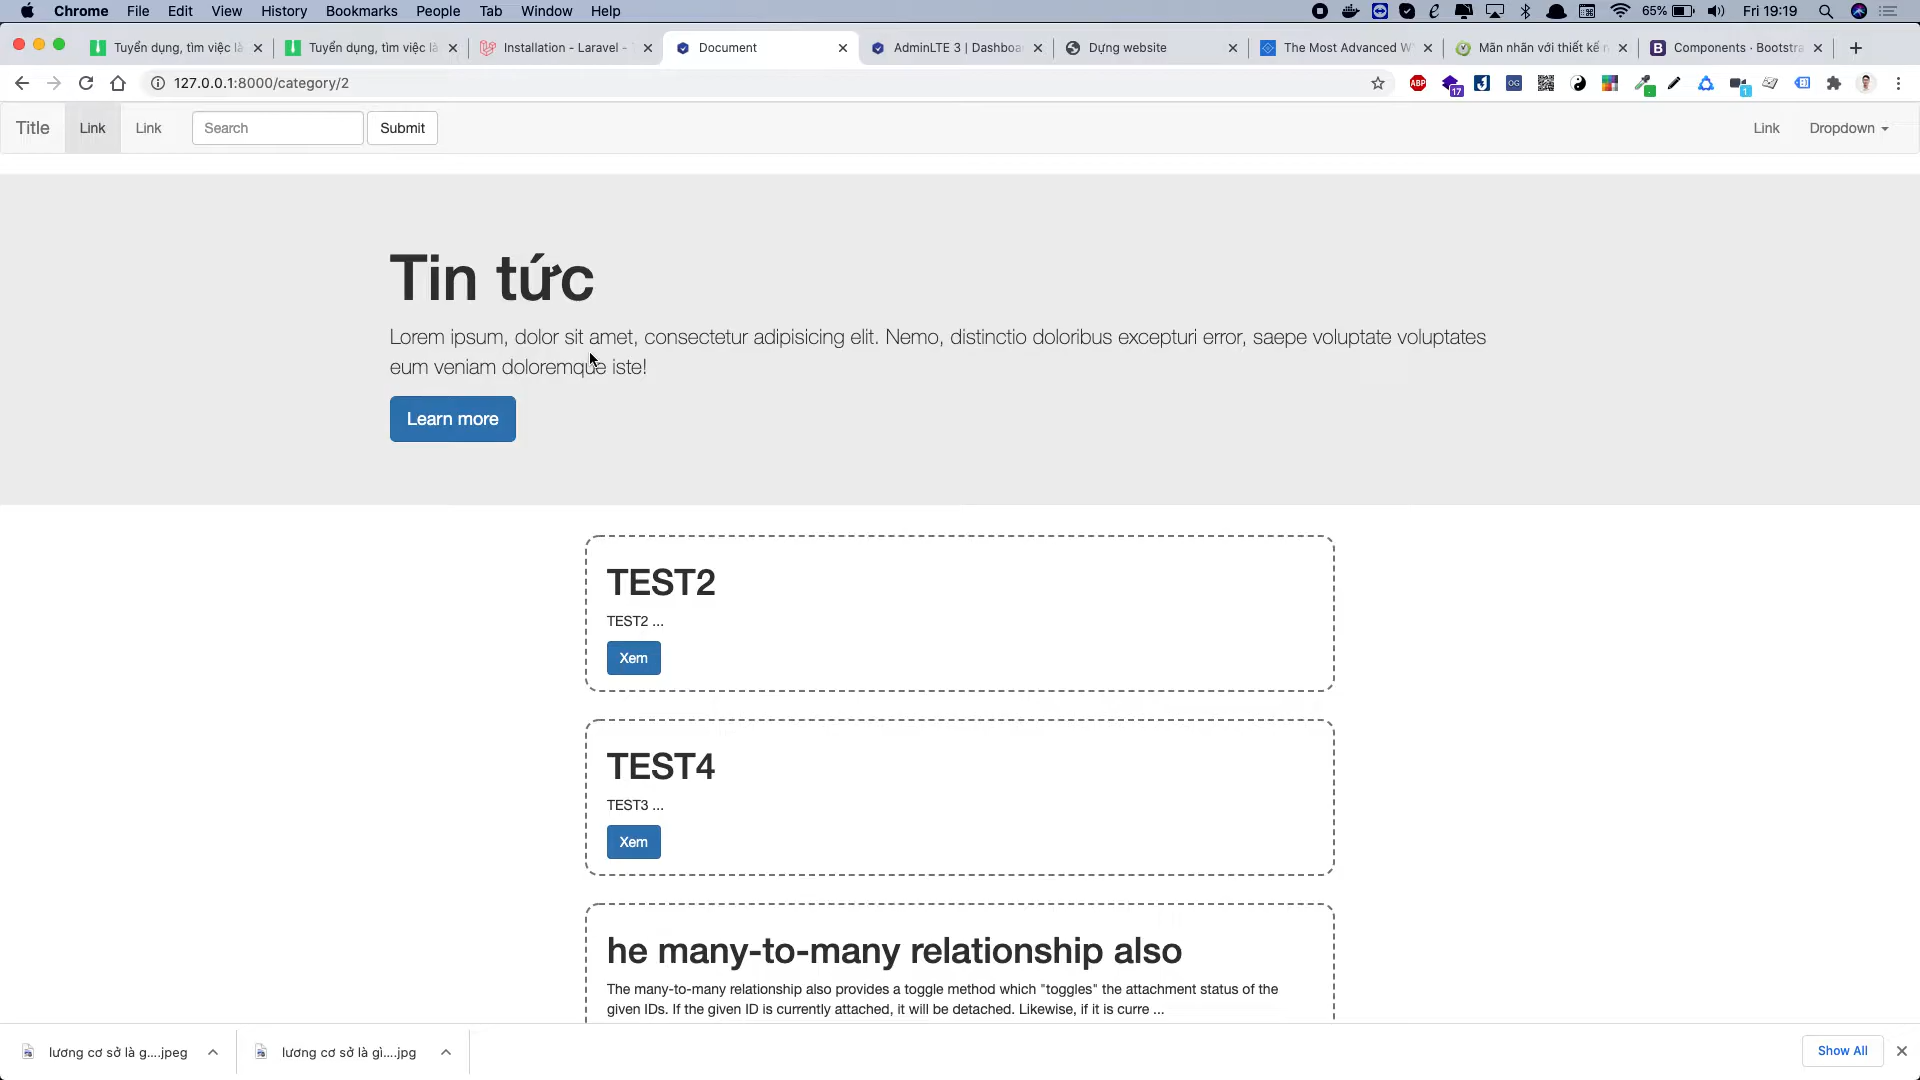 Chrome File Edit View History Bookmarks People Tab Window Help 65% Fri 19:19
Tuyển dụng, tìm việc là Tuyển dụng, tìm việc là Installation - Laravel - Document AdminLTE 3 | Dashboa Dựng website The Most Advanced W Mãn nhãn với thiết kế Components · Bootstra
127.0.0.1:8000/category/2
ABP 17 OG 1
Title Link Link Search Submit Link Dropdown
Tin tức
Lorem ipsum, dolor sit amet, consectetur adipisicing elit. Nemo, distinctio doloribus excepturi error, saepe voluptate voluptates
eum veniam doloremque iste!
Learn more
TEST2
TEST2 ...
Xem
TEST4
TEST3 ...
Xem
he many-to-many relationship also
The many-to-many relationship also provides a toggle method which "toggles" the attachment status of the
given IDs. If the given ID is currently attached, it will be detached. Likewise, if it is curre ...
lương cơ sở là g....jpeg lương cơ sở là gì....jpg Show All